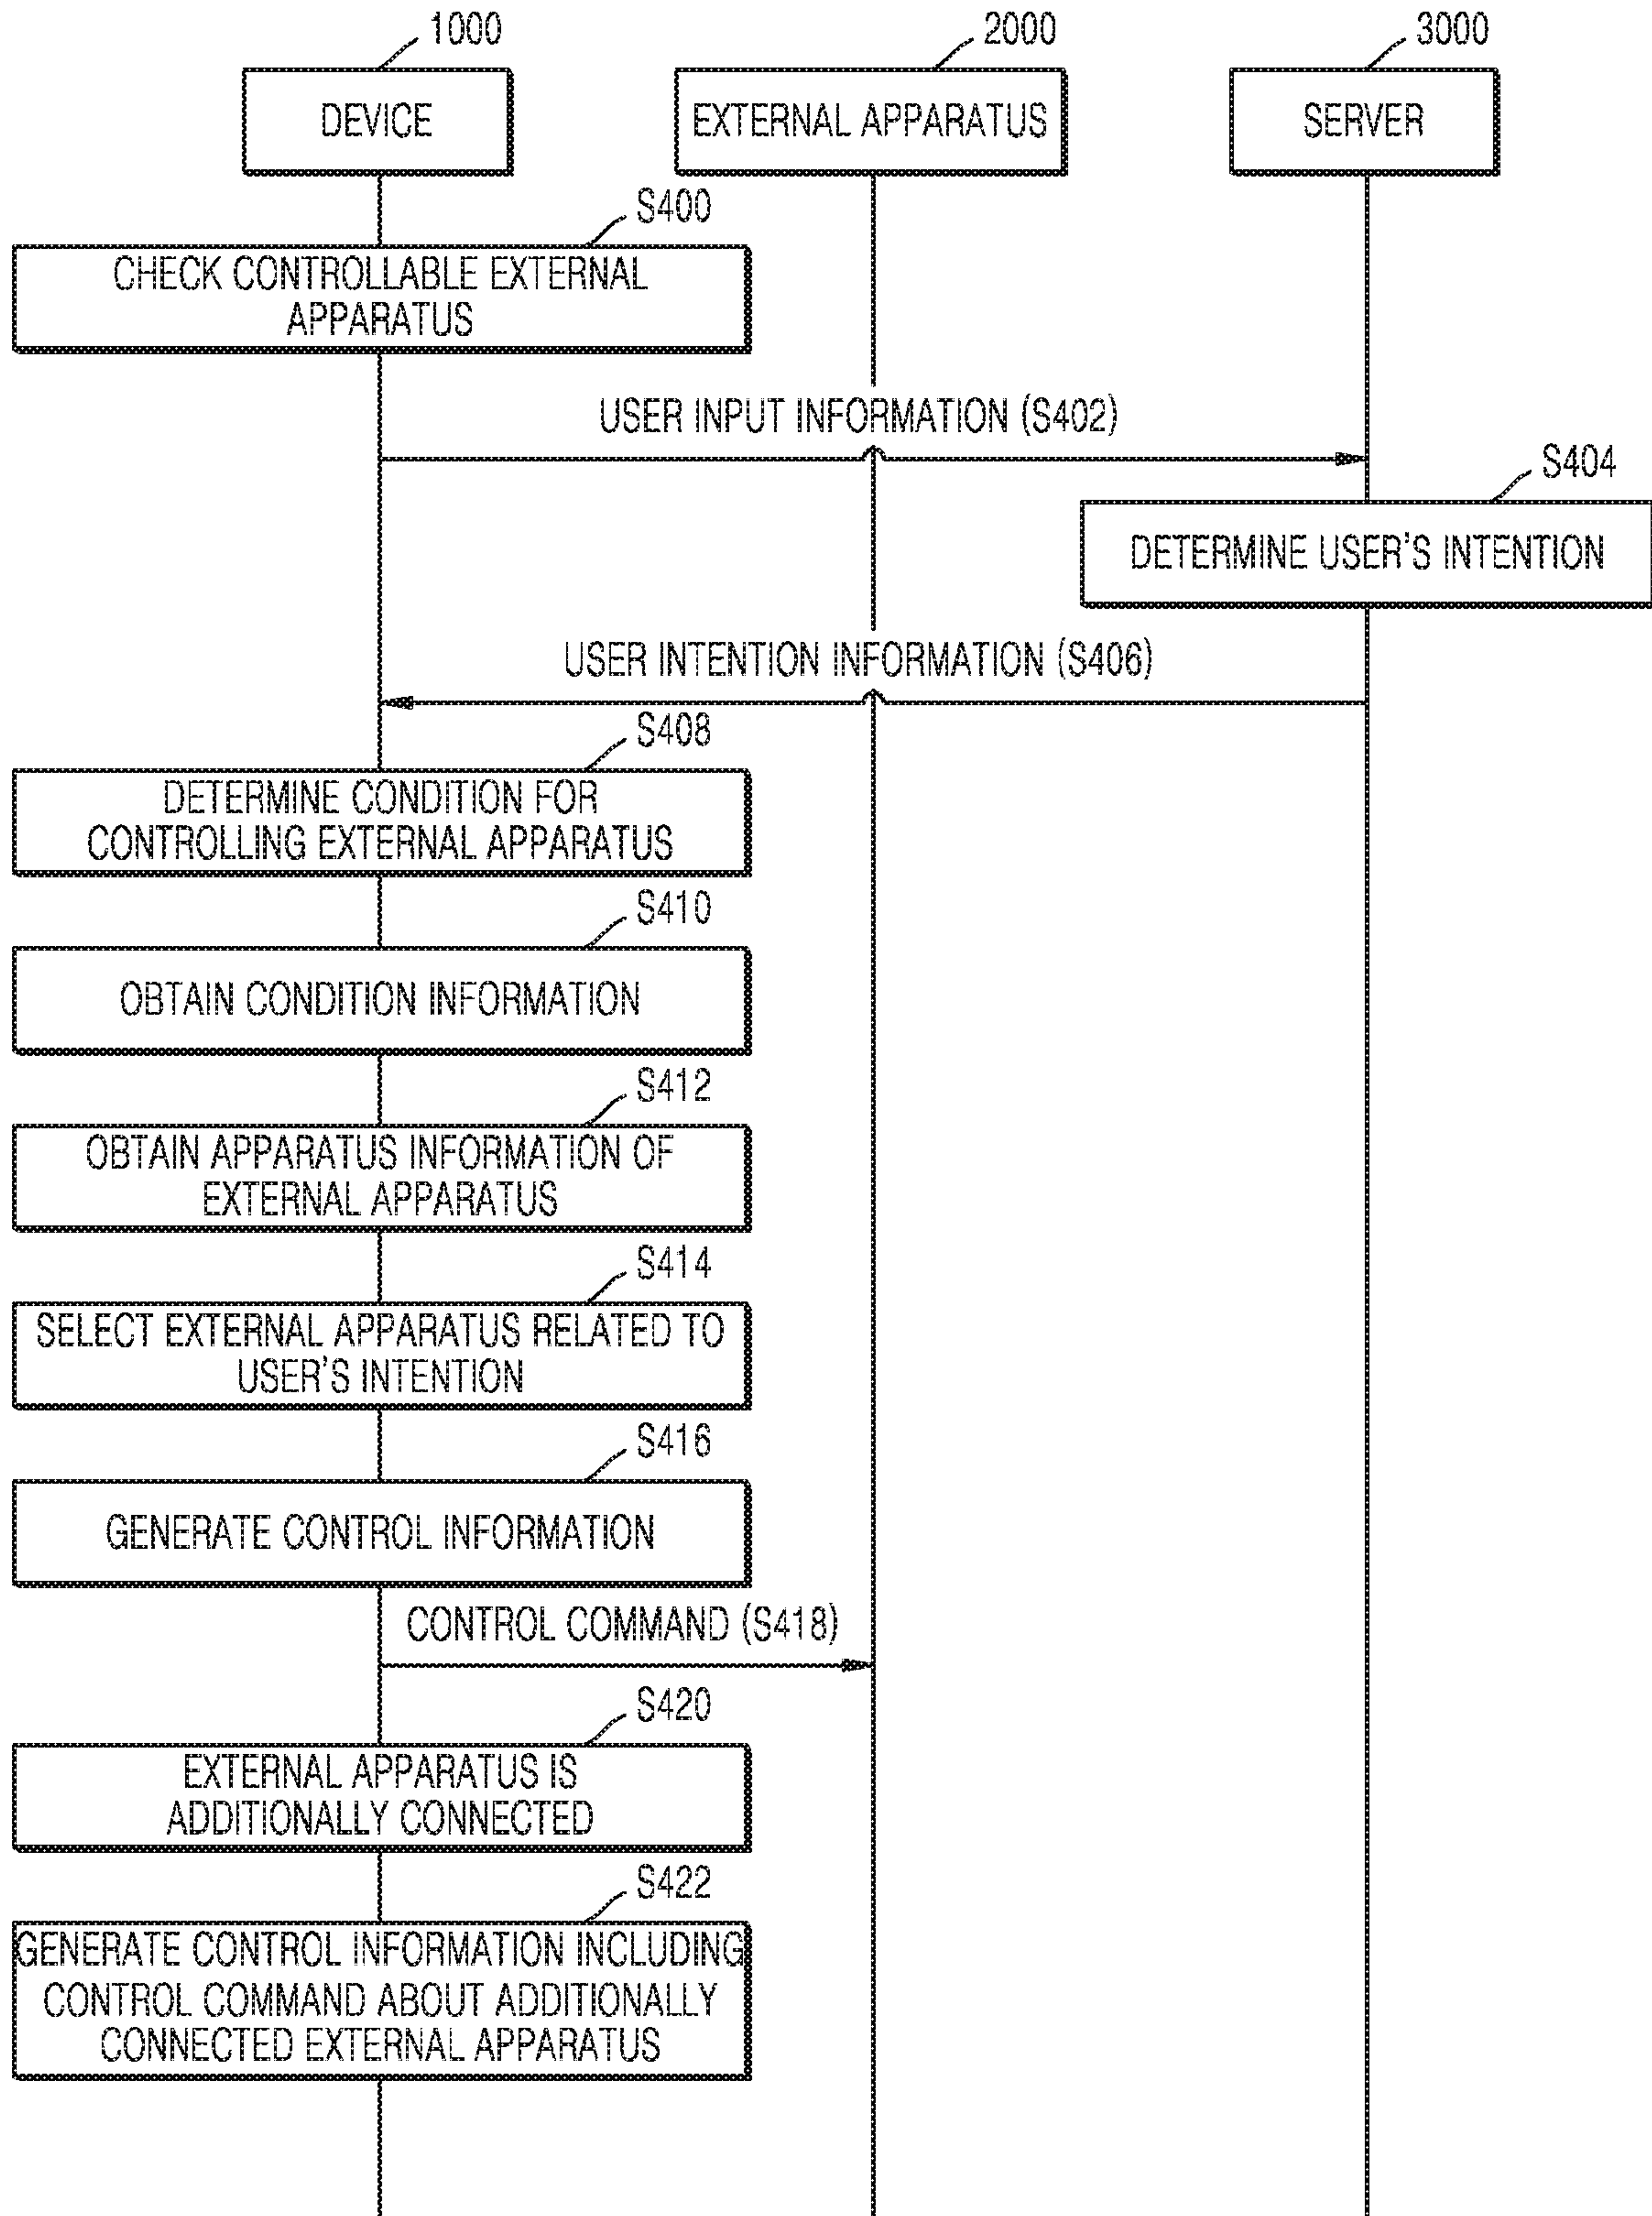 1000
2000
3000
DEVICE
EXTERNAL APPARATUS
SERVER
S400
CHECK CONTROLLABLE EXTERNAL
APPARATUS
USER INPUT INFORMATION (S402)
S404
DETERMINE USER'S INTENTION
USER INTENTION INFORMATION (S406)
S408
DETERMINE CONDITION FOR
CONTROLLING EXTERNAL APPARATUS
S410
OBTAIN CONDITION INFORMATION
S412
OBTAIN APPARATUS INFORMATION OF
EXTERNAL APPARATUS
S414
SELECT EXTERNAL APPARATUS RELATED TO
USER'S INTENTION
S416
GENERATE CONTROL INFORMATION
CONTROL COMMAND (S418)
S420
EXTERNAL APPARATUS IS
ADDITIONALLY CONNECTED
S422
GENERATE CONTROL INFORMATION INCLUDING
CONTROL COMMAND ABOUT ADDITIONALLY
CONNECTED EXTERNAL APPARATUS